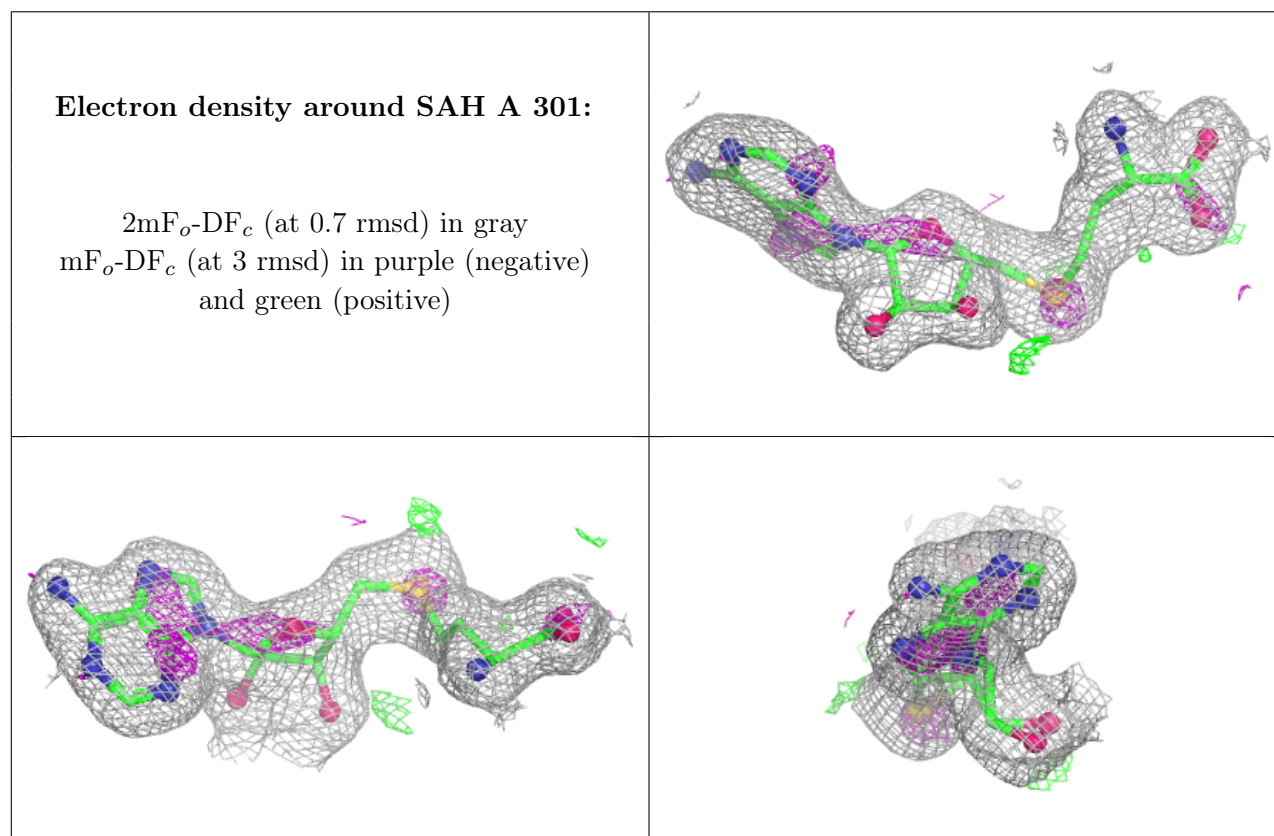 Electron density around SAH A 301:
2mFo-DFc (at 0.7 rmsd) in gray
mFo-DFc (at 3 rmsd) in purple (negative)
and green (positive)